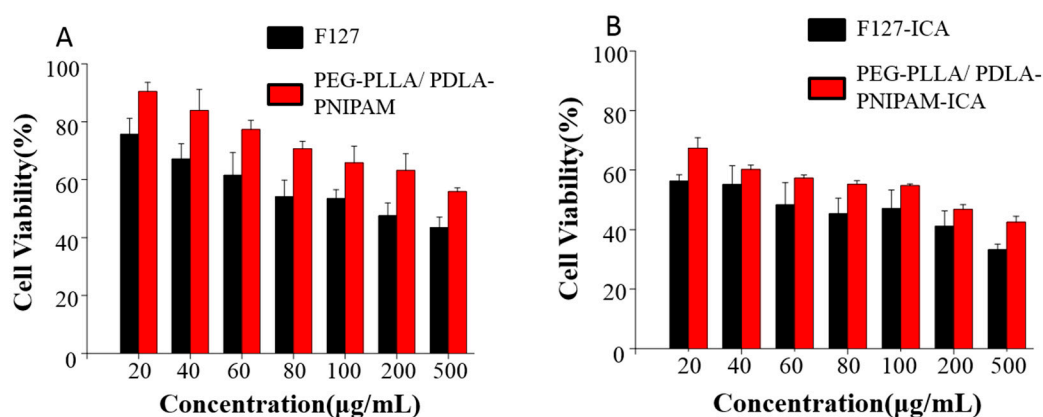 A
F127
PEG-PLLA/ PDLA-
PNIPAM
100
80
60
40
20
0
Cell Viability(%)
20 40 60 80 100 200 500
Concentration(μg/mL)
B
F127-ICA
PEG-PLLA/ PDLA-
PNIPAM-ICA
100
80
60
40
20
0
Cell Viability(%)
20 40 60 80 100 200 500
Concentration(μg/mL)